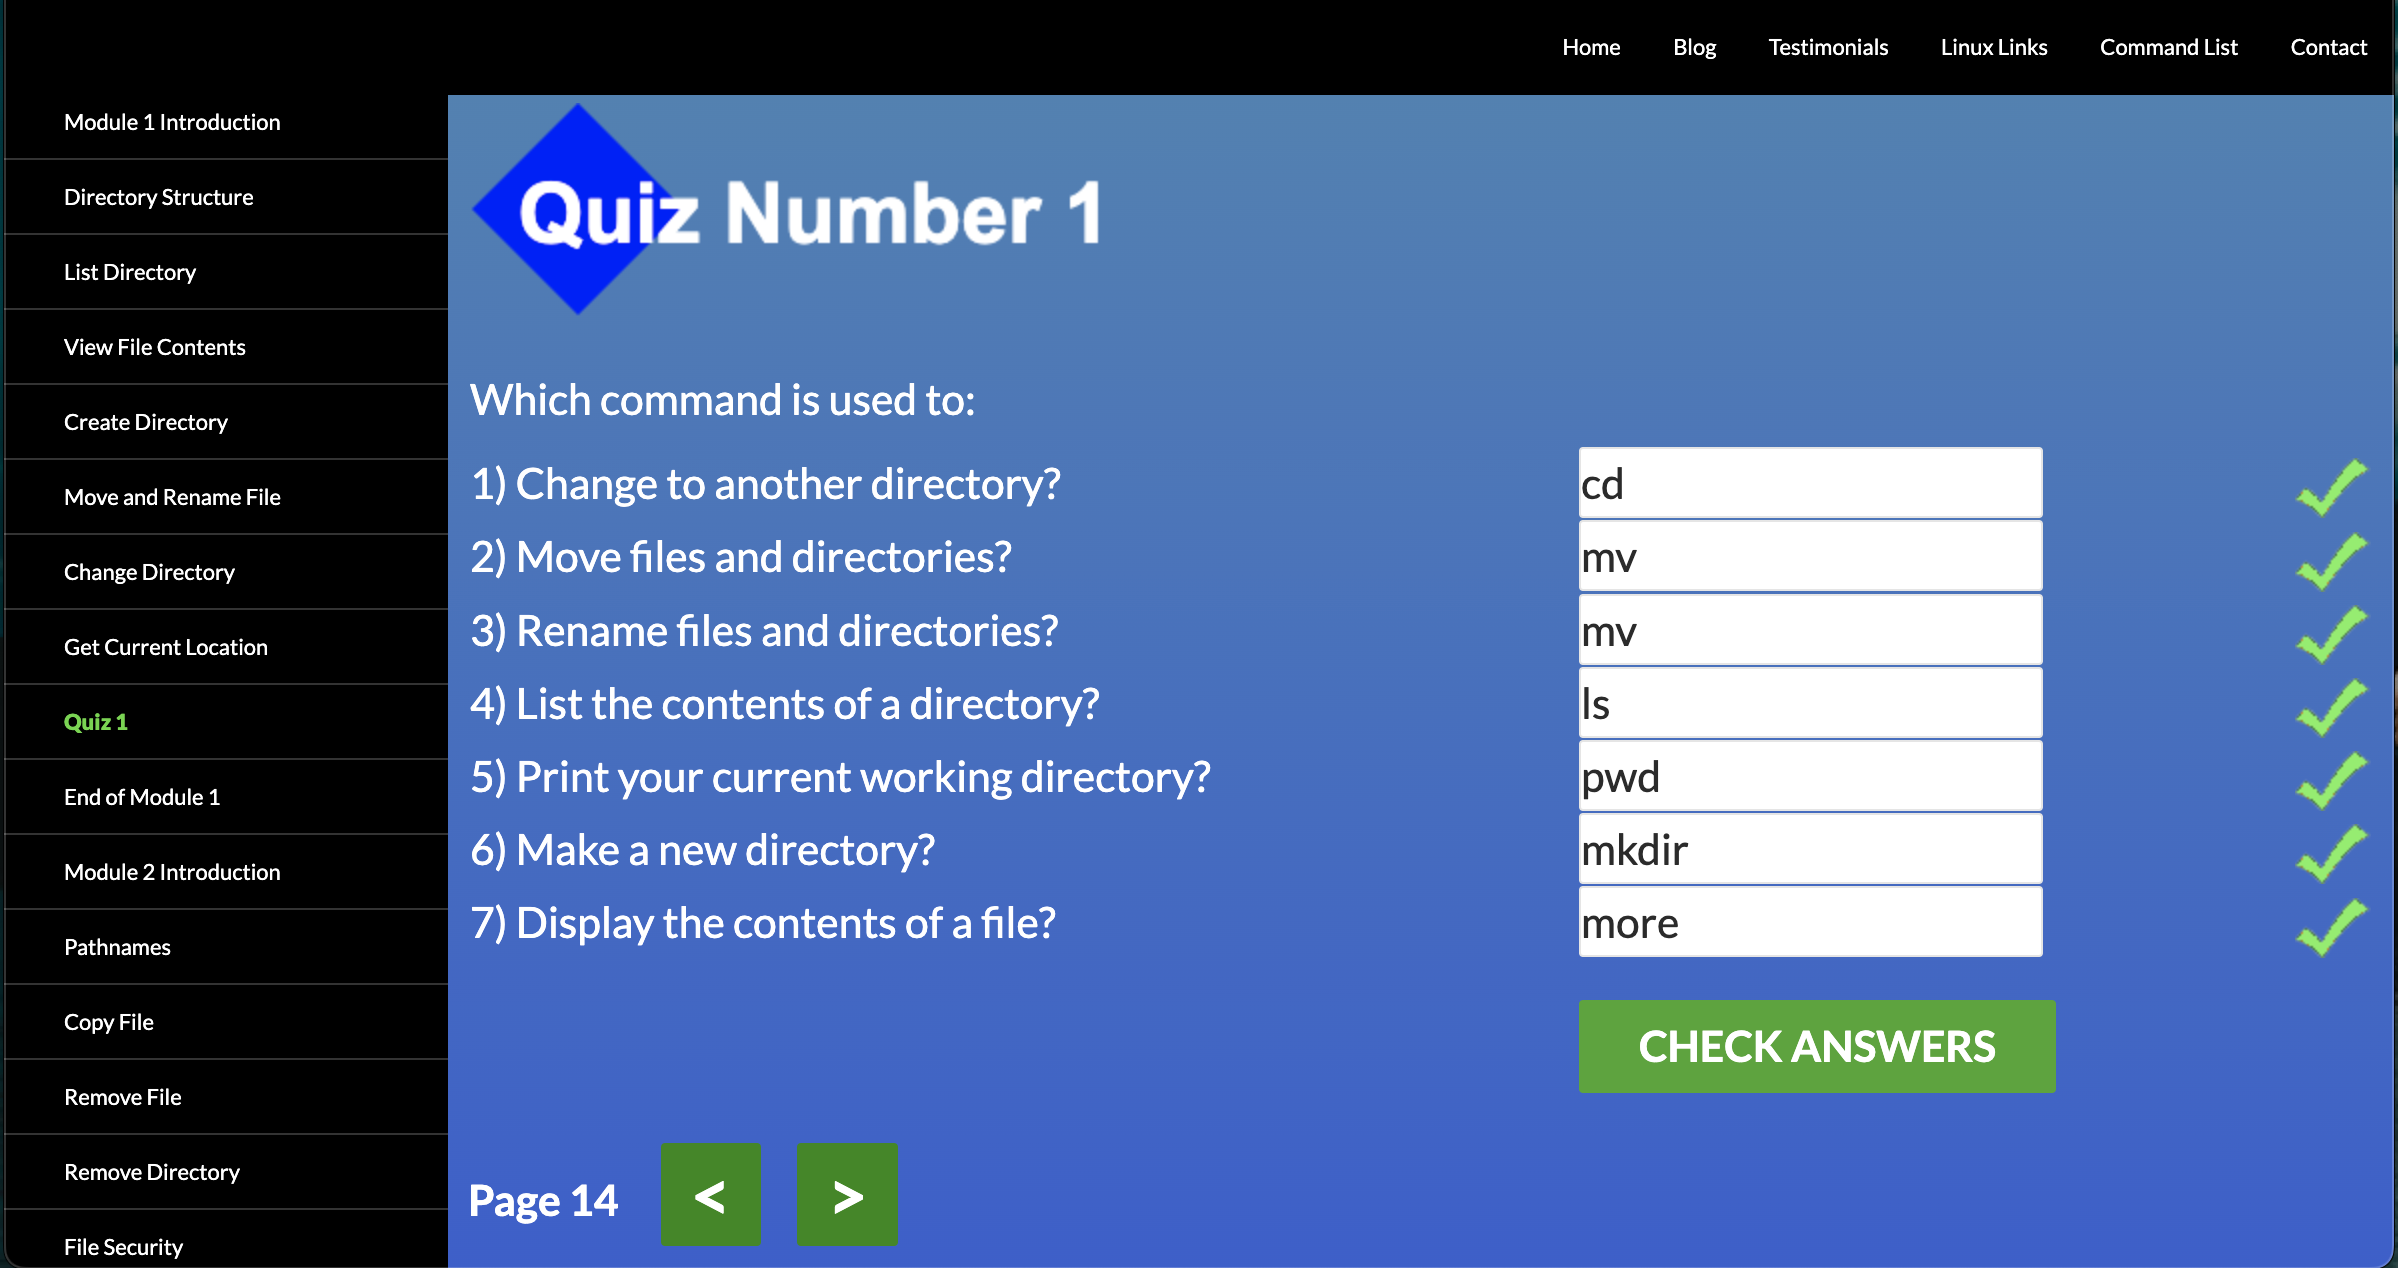 Home Blog Testimonials Linux Links Command List Contact
Module 1 Introduction
Directory Structure
List Directory
View File Contents
Create Directory
Move and Rename File
Change Directory
Get Current Location
Quiz 1
End of Module 1
Module 2 Introduction
Pathnames
Copy File
Remove File
Remove Directory
File Security
Quiz Number 1
Which command is used to:
1) Change to another directory? cd
2) Move files and directories? mv
3) Rename files and directories? mv
4) List the contents of a directory? ls
5) Print your current working directory? pwd
6) Make a new directory? mkdir
7) Display the contents of a file? more
CHECK ANSWERS
Page 14 < >